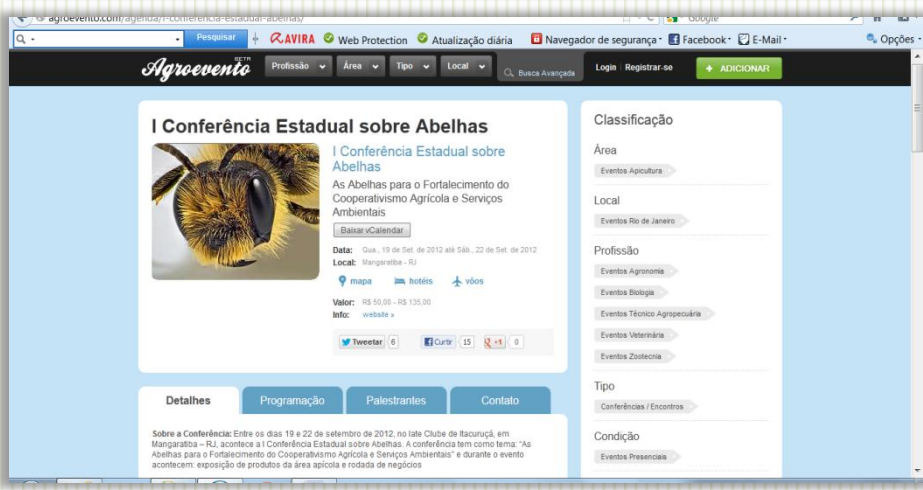 agroevento.com/agenda/i-conferencia-estadual-abelhas/
Google
Pesquisar
AVIRA
Web Protection
Atualização diária
Navegador de segurança
Facebook
E-Mail
Opções
Agroevento
BETA
Profissão
Área
Tipo
Local
Busca Avançada
Login | Registrar-se
+ ADICIONAR
I Conferência Estadual sobre Abelhas
I Conferência Estadual sobre
Abelhas
As Abelhas para o Fortalecimento do
Cooperativismo Agrícola e Serviços
Ambientais
Baixar vCalendar
Data: Qua., 19 de Set. de 2012 até Sáb., 22 de Set. de 2012
Local: Mangaratiba - RJ
mapa hotéis vôos
Valor: R$ 50,00 - R$ 135,00
Info: website »
Tweetar 6 Curtir 15 +1 0
Detalhes
Programação
Palestrantes
Contato
Sobre a Conferência: Entre os dias 19 e 22 de setembro de 2012, no Iate Clube de Itacuruçá, em
Mangaratiba – RJ, acontece a I Conferência Estadual sobre Abelhas. A conferência tem como tema: "As
Abelhas para o Fortalecimento do Cooperativismo Agrícola e Serviços Ambientais" e durante o evento
acontecem: exposição de produtos da área apícola e rodada de negócios
Classificação
Área
Eventos Apicultura
Local
Eventos Rio de Janeiro
Profissão
Eventos Agronomia
Eventos Biologia
Eventos Técnico Agropecuária
Eventos Veterinária
Eventos Zootecnia
Tipo
Conferências / Encontros
Condição
Eventos Presenciais